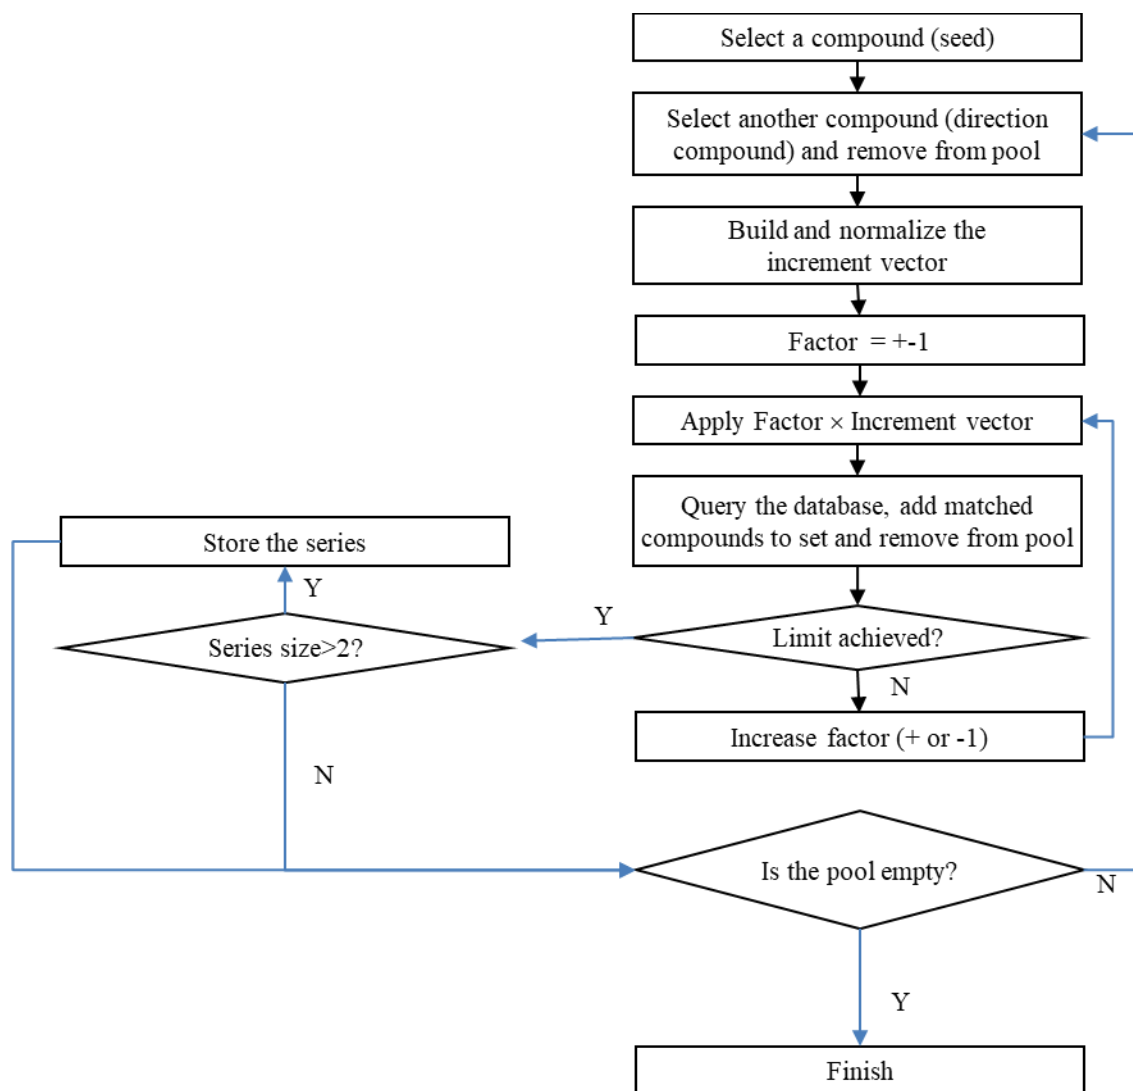 Select a compound (seed)
Select another compound (direction
compound) and remove from pool
Build and normalize the
increment vector
Factor = +-1
Apply Factor × Increment vector
Query the database, add matched
compounds to set and remove from pool
Store the series
Y
Y
Series size>2?
Limit achieved?
N
Increase factor (+ or -1)
N
Is the pool empty?
N
Y
Finish